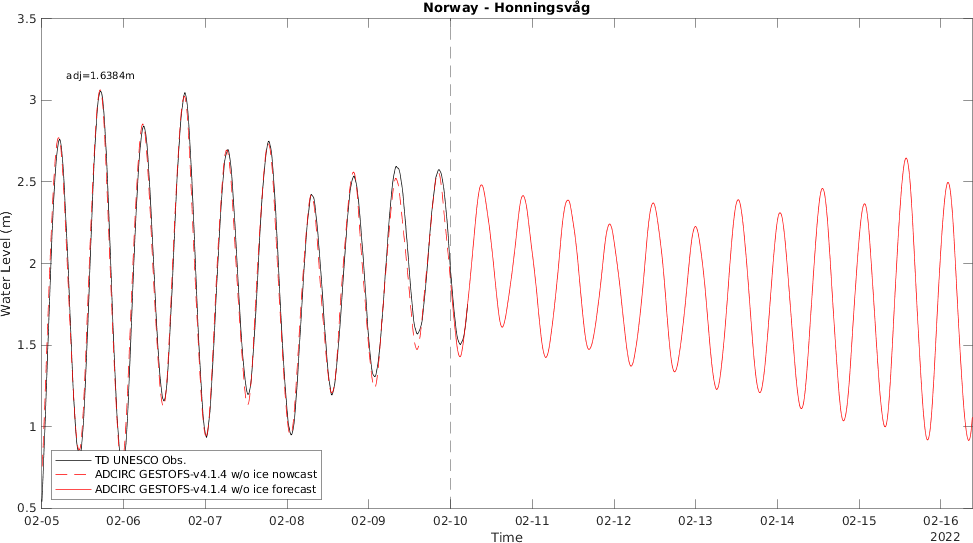 Norway - Honningsvåg
3.5
adj=1.6384m
3
2.5
2
1.5
1
0.5
Water Level (m)
TD UNESCO Obs.
ADCIRC GESTOFS-v4.1.4 w/o ice nowcast
ADCIRC GESTOFS-v4.1.4 w/o ice forecast
02-05 02-06 02-07 02-08 02-09 02-10 02-11 02-12 02-13 02-14 02-15 02-16
Time
2022